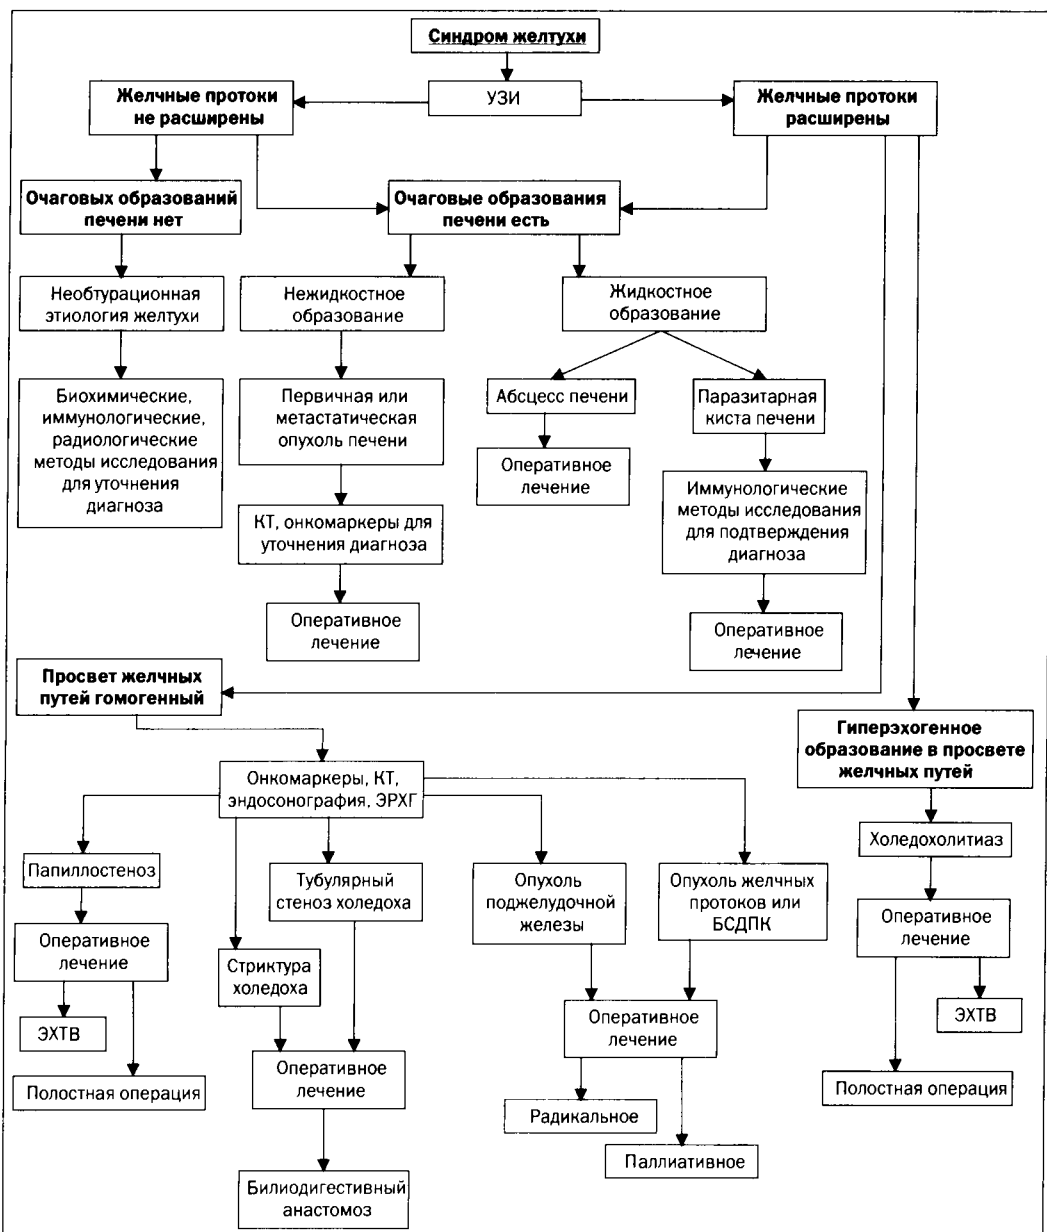 Синдром желтухи
Желчные протоки
не расширены
УЗИ
Желчные протоки
расширены
Очаговых образований
печени нет
Очаговые образования
печени есть
Необтурационная
этиология желтухи
Нежидкостное
образование
Жидкостное
образование
Биохимические,
иммунологические,
радиологические
методы исследования
для уточнения
диагноза
Первичная или
метастатическая
опухоль печени
Абсцесс печени
Паразитарная
киста печени
Оперативное
лечение
Иммунологические
методы исследования
для подтверждения
диагноза
КТ, онкомаркеры для
уточнения диагноза
Оперативное
лечение
Оперативное
лечение
Просвет желчных
путей гомогенный
Гиперэхогенное
образование в просвете
желчных путей
Онкомаркеры, КТ,
эндосонография, ЭРХГ
Холедохолитиаз
Папиллостеноз
Тубулярный
стеноз холедоха
Опухоль
поджелудочной
железы
Опухоль желчных
протоков или
БСДПК
Оперативное
лечение
Оперативное
лечение
Стриктура
холедоха
ЭХТВ
Оперативное
лечение
ЭХТВ
Полостная операция
Оперативное
лечение
Полостная операция
Радикальное
Паллиативное
Билиодигестивный
анастомоз